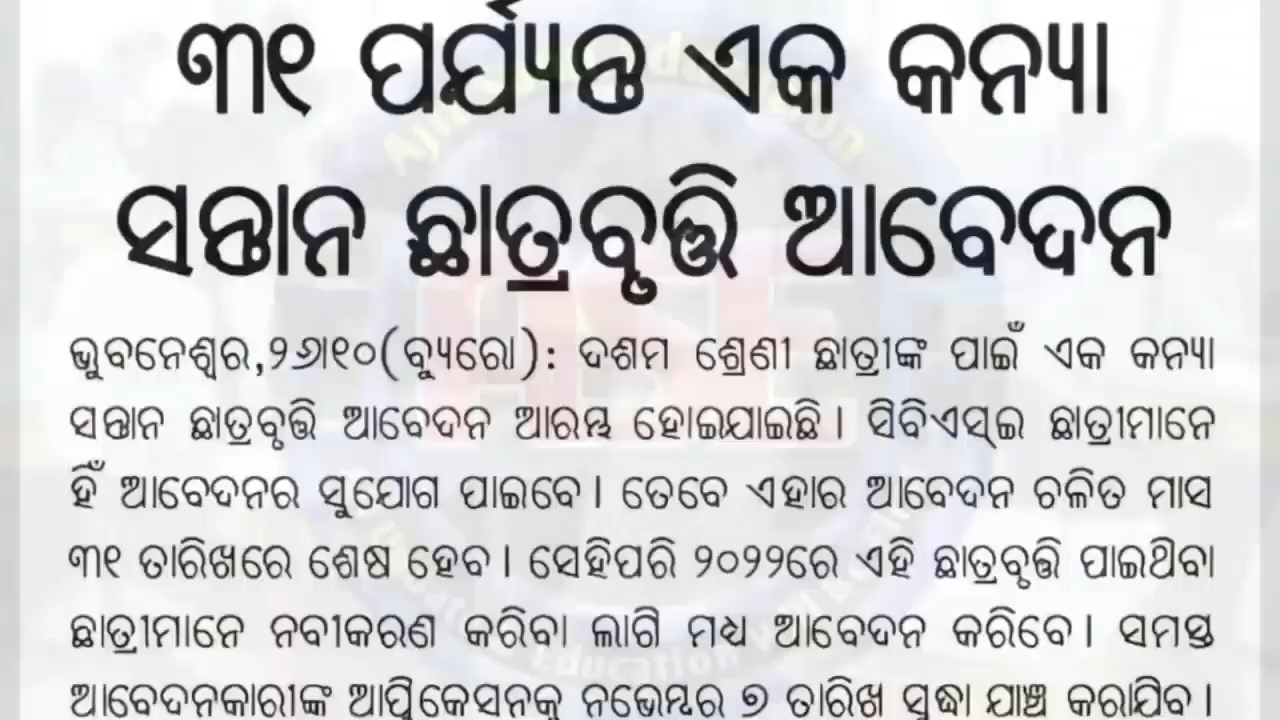 ୩୧ ପର୍ଯ୍ୟନ୍ତ ଏକ କନ୍ୟା
ସନ୍ତାନ ଛାତ୍ରବୃତ୍ତି ଆବେଦନ
ଭୁବନେଶ୍ୱର,୨୬ା୧୦(ବ୍ୟୁରୋ): ଦଶମ ଶ୍ରେଣୀ ଛାତ୍ରୀଙ୍କ ପାଇଁ ଏକ କନ୍ୟା
ସନ୍ତାନ ଛାତ୍ରବୃତ୍ତି ଆବେଦନ ଆରମ୍ଭ ହୋଇଯାଇଛି। ସିବିଏସ୍‌ଇ ଛାତ୍ରୀମାନେ
ହିଁ ଆବେଦନର ସୁଯୋଗ ପାଇବେ। ତେବେ ଏହାର ଆବେଦନ ଚଳିତ ମାସ
୩୧ ତାରିଖରେ ଶେଷ ହେବ। ସେହିପରି ୨୦୨୨ରେ ଏହି ଛାତ୍ରବୃତ୍ତି ପାଇଥିବା
ଛାତ୍ରୀମାନେ ନବୀକରଣ କରିବା ଲାଗି ମଧ୍ୟ ଆବେଦନ କରିବେ। ସମସ୍ତ
ଆବେଦନକାରୀଙ୍କ ଆପ୍ଲିକେସନକୁ ନଭେମ୍ବର ୭ ତାରିଖ ସୁଦ୍ଧା ଯାଞ୍ଚ କରାଯିବ।